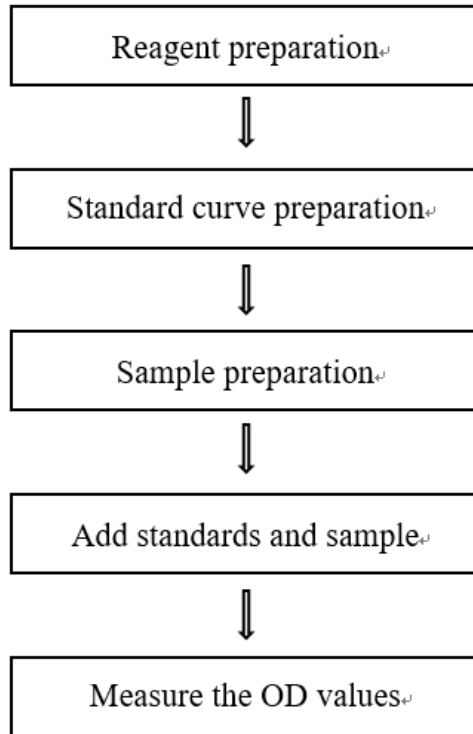 Reagent preparation
Standard curve preparation
Sample preparation
Add standards and sample
Measure the OD values